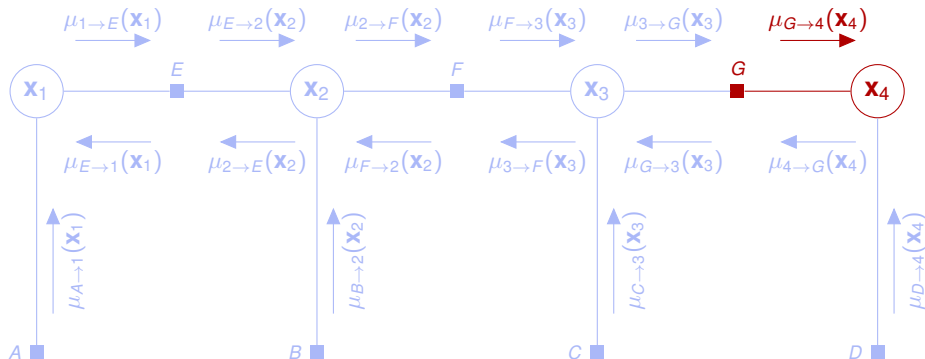 μ1→E(x1) μE→2(x2) μ2→F(x2) μF→3(x3) μ3→G(x3) μG→4(x4)
E F G
x1 x2 x3 x4
μE→1(x1) μ2→E(x2) μF→2(x2) μ3→F(x3) μG→3(x3) μ4→G(x4)
μA→1(x1) μB→2(x2) μC→3(x3) μD→4(x4)
A B C D